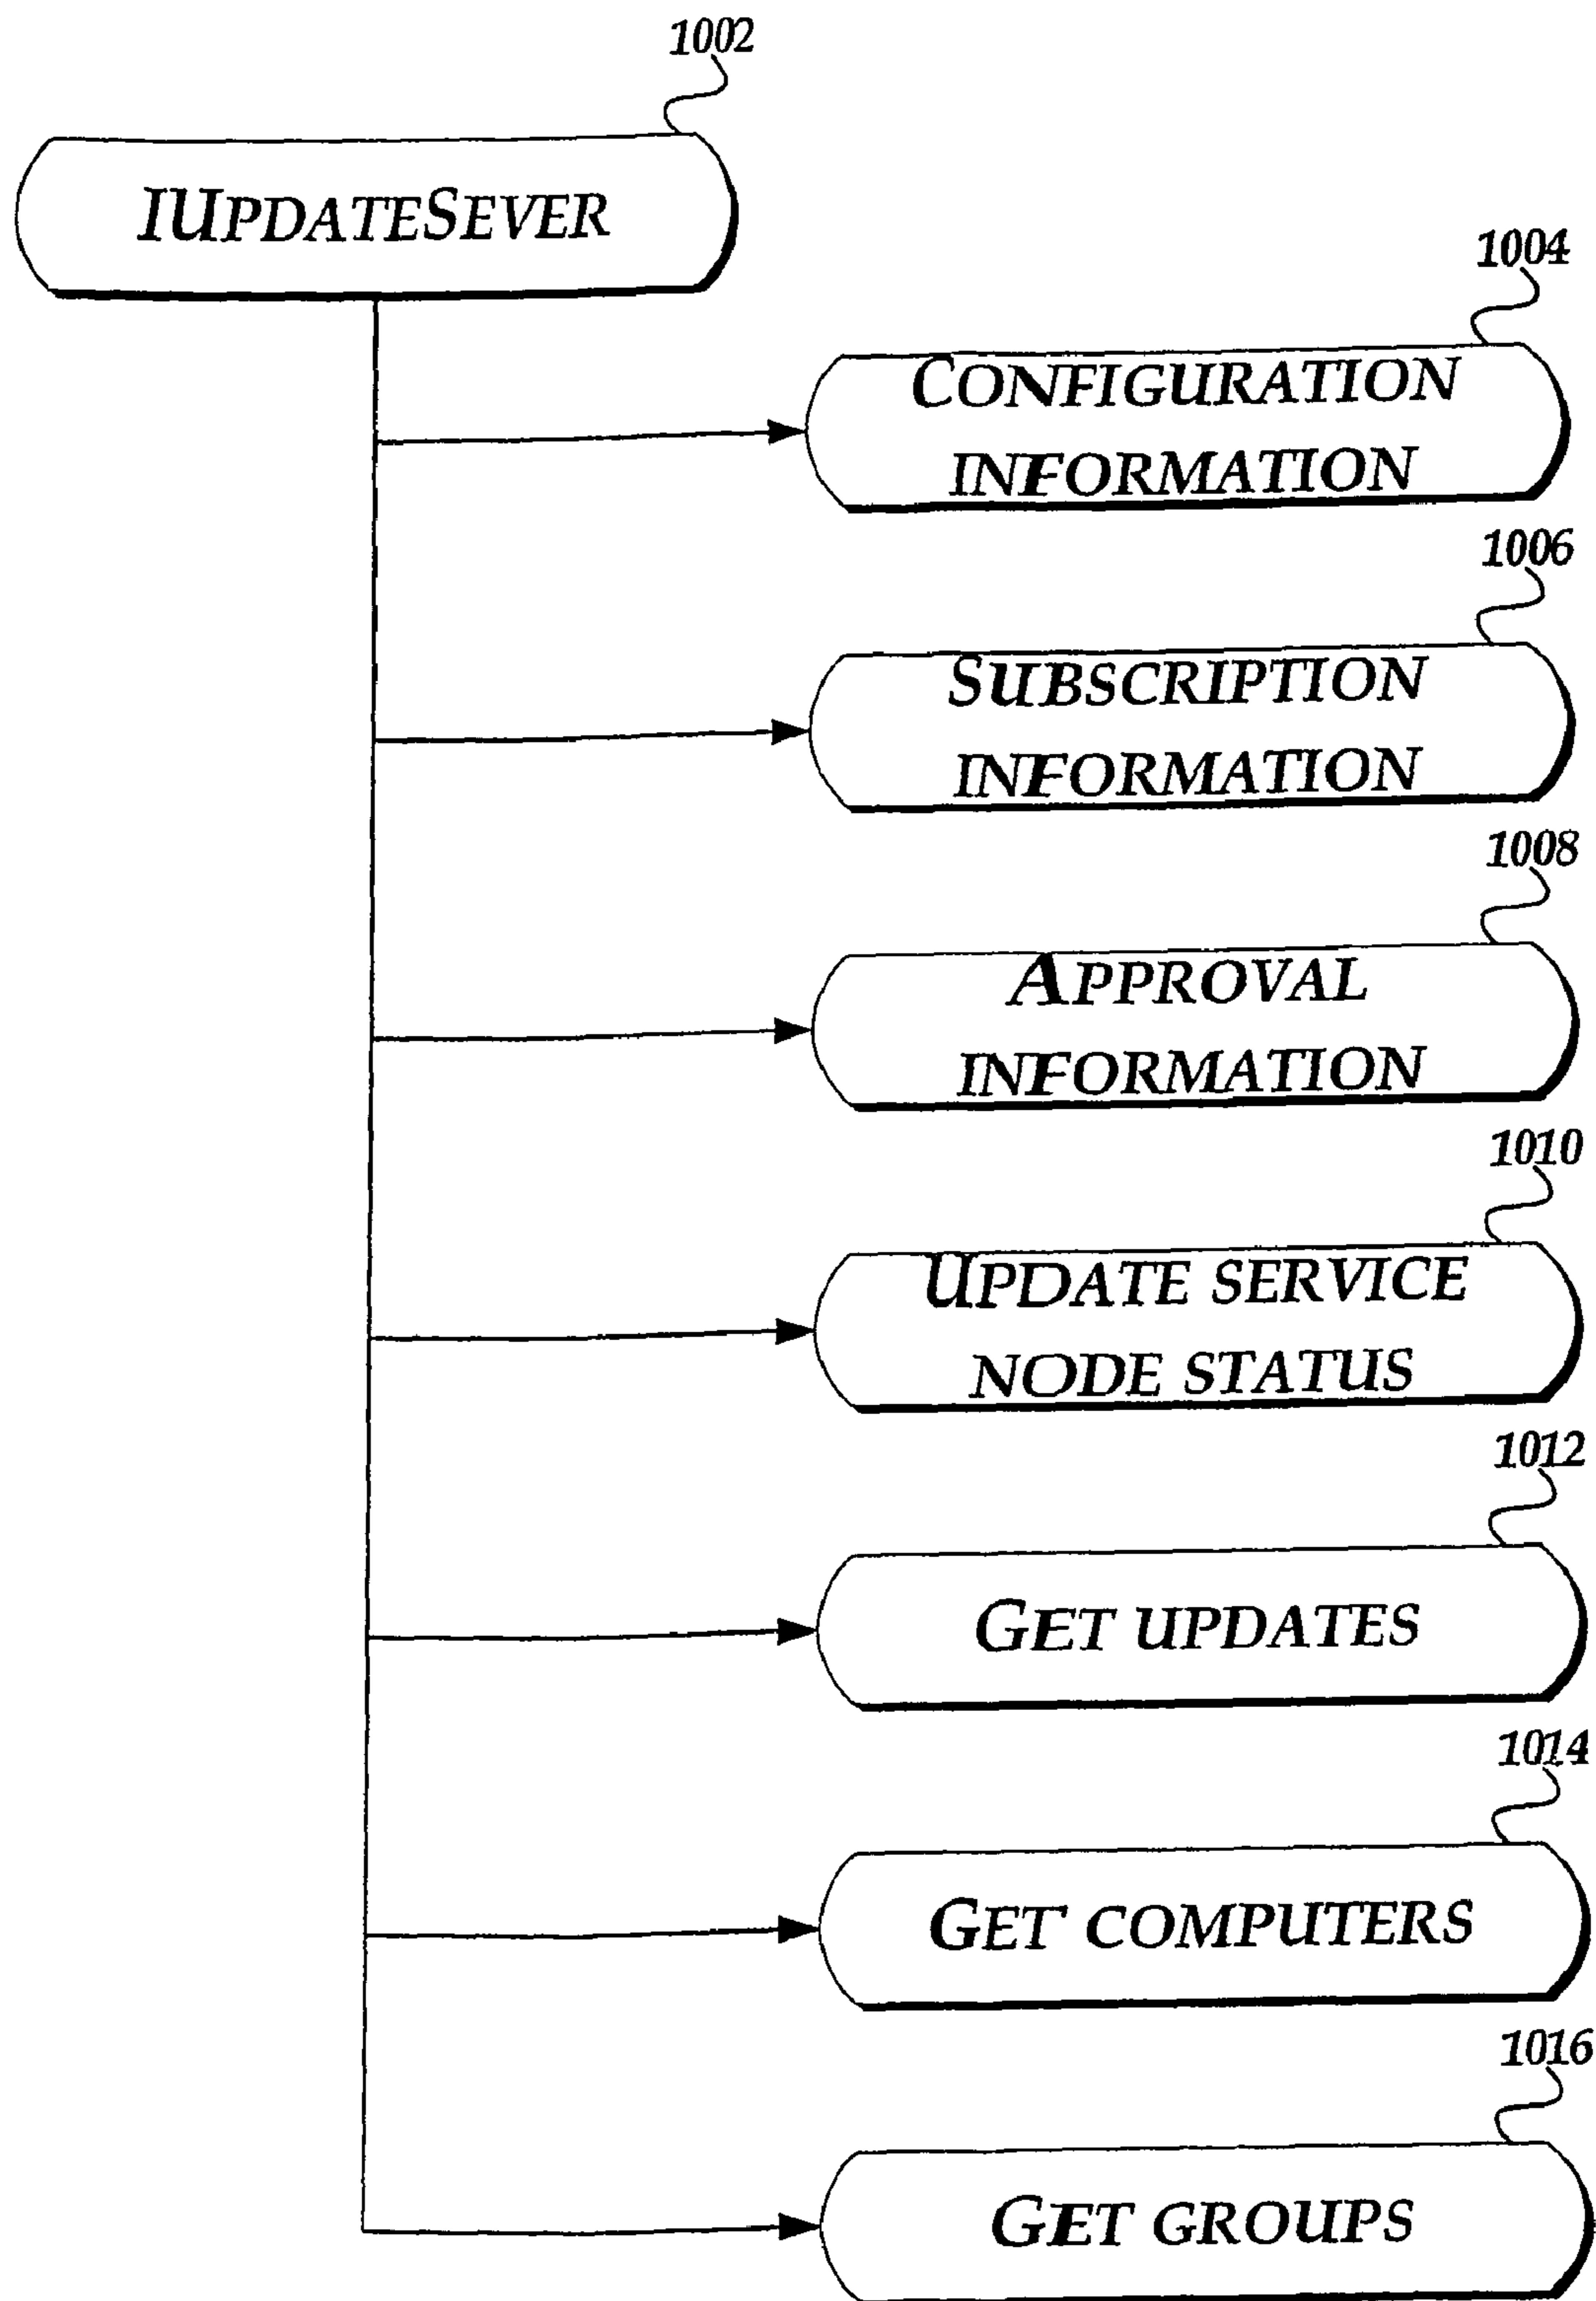 1002
IUPDATESEVER
1004
CONFIGURATION
INFORMATION
1006
SUBSCRIPTION
INFORMATION
1008
APPROVAL
INFORMATION
1010
UPDATE SERVICE
NODE STATUS
1012
GET UPDATES
1014
GET COMPUTERS
1016
GET GROUPS